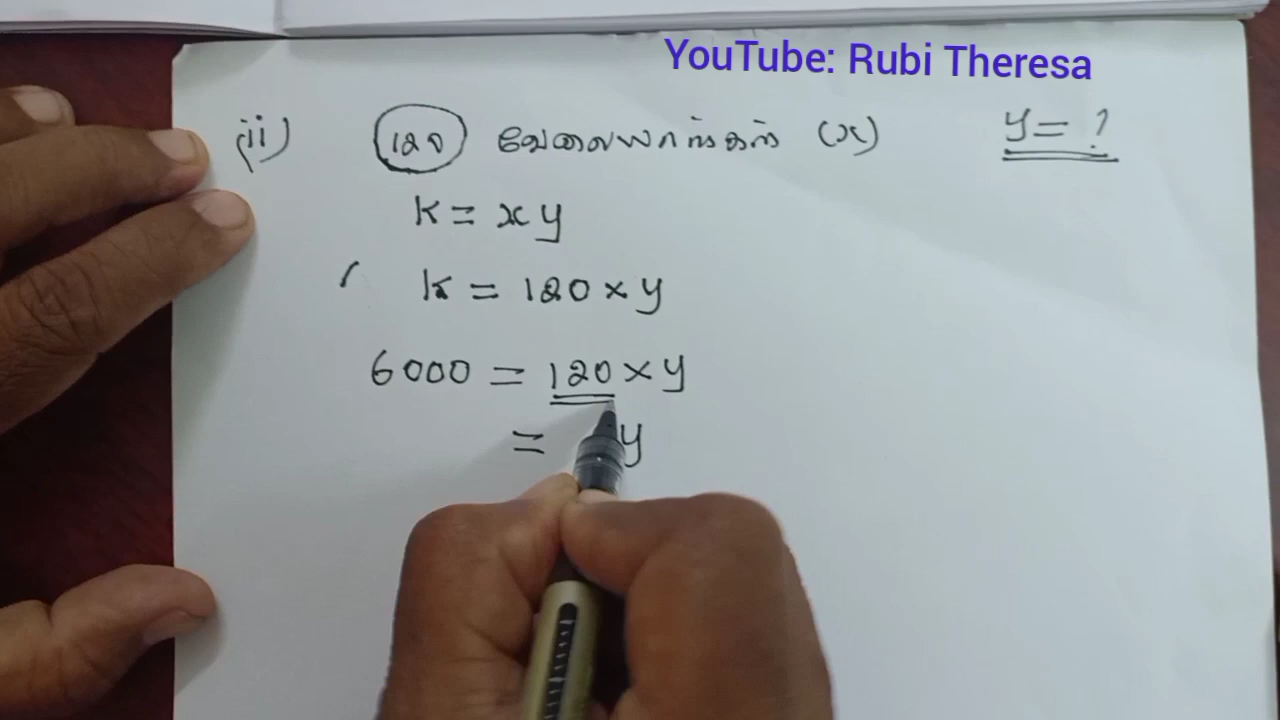 YouTube: Rubi Theresa
(ii) 120 வேலையாட்கள் (x) y = ?
k = xy
k = 120 × y
6000 = 120 × y
= y